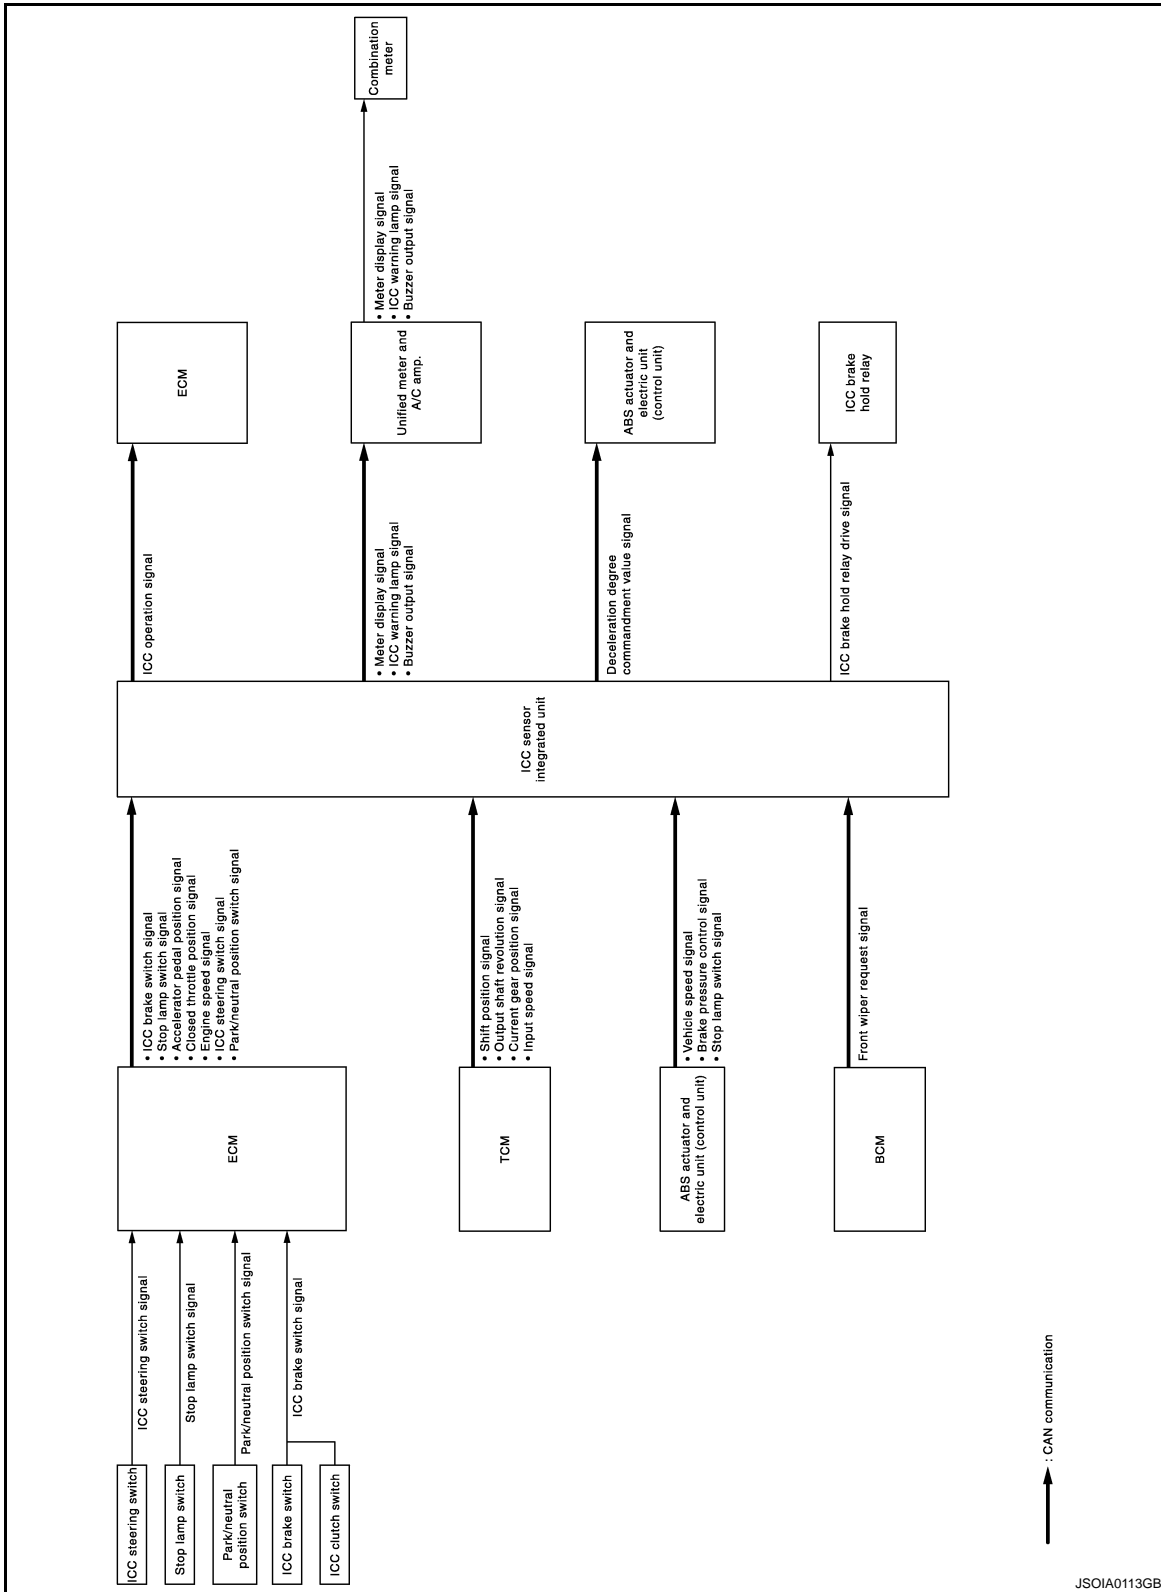 ICC steering switch
Stop lamp switch
Park/neutral
position switch
ICC brake switch
ICC clutch switch
ICC steering switch signal
Stop lamp switch signal
Park/neutral position switch signal
ICC brake switch signal
ECM
• ICC brake switch signal
• Stop lamp switch signal
• Accelerator pedal position signal
• Closed throttle position signal
• Engine speed signal
• ICC steering switch signal
• Park/neutral position switch signal
TCM
• Shift position signal
• Output shaft revolution signal
• Current gear position signal
• Input speed signal
ABS actuator and
electric unit (control unit)
• Vehicle speed signal
• Brake pressure control signal
• Stop lamp switch signal
BCM
Front wiper request signal
ICC sensor
integrated unit
ICC operation signal
ECM
• Meter display signal
• ICC warning lamp signal
• Buzzer output signal
Unified meter and
A/C amp.
• Meter display signal
• ICC warning lamp signal
• Buzzer output signal
Combination
meter
Deceleration degree
commandment value signal
ABS actuator and
electric unit
(control unit)
ICC brake hold relay drive signal
ICC brake
hold relay
: CAN communication
JSOIA0113GB